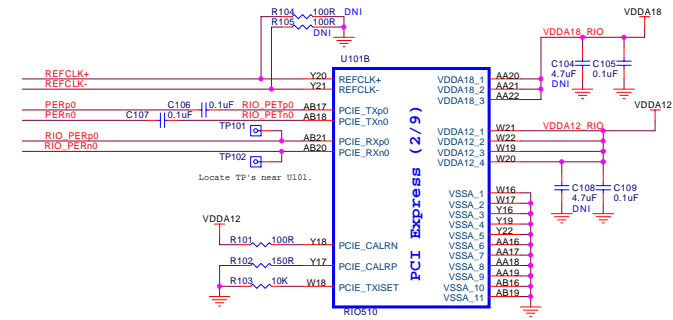 R104 100R DNI
R105 100R
DNI
VDDA18
VDDA18_RIO
U101B
REFCLK+ Y20 REFCLK+ VDDA18_1 AA20
REFCLK- Y21 REFCLK- VDDA18_2 AA21
VDDA18_3 AA22
C104 C105
4.7uF 0.1uF
DNI
PERp0 C106 0.1uF RIO_PETp0 AB17 PCIE_TXp0
PERn0 C107 0.1uF RIO_PETn0 AB18 PCIE_TXn0
VDDA12
TP101
VDDA12_1 W21 VDDA12_RIO
RIO_PERp0 AB21 PCIE_RXp0 VDDA12_2 W22
RIO_PERn0 AB20 PCIE_RXn0 VDDA12_3 W19
TP102
VDDA12_4 W20
Locate TP's near U101.
PCI Express (2/9)
C108 C109
4.7uF 0.1uF
DNI
VSSA_1 W16
VSSA_2 W17
VSSA_3 Y16
VSSA_4 Y19
VSSA_5 Y22
VSSA_6 AA16
VSSA_7 AA17
VSSA_8 AA18
VSSA_9 AA19
VSSA_10 AB16
VSSA_11 AB19
VDDA12
R101 100R Y18 PCIE_CALRN
R102 150R Y17 PCIE_CALRP
R103 10K W18 PCIE_TXISET
RIO510